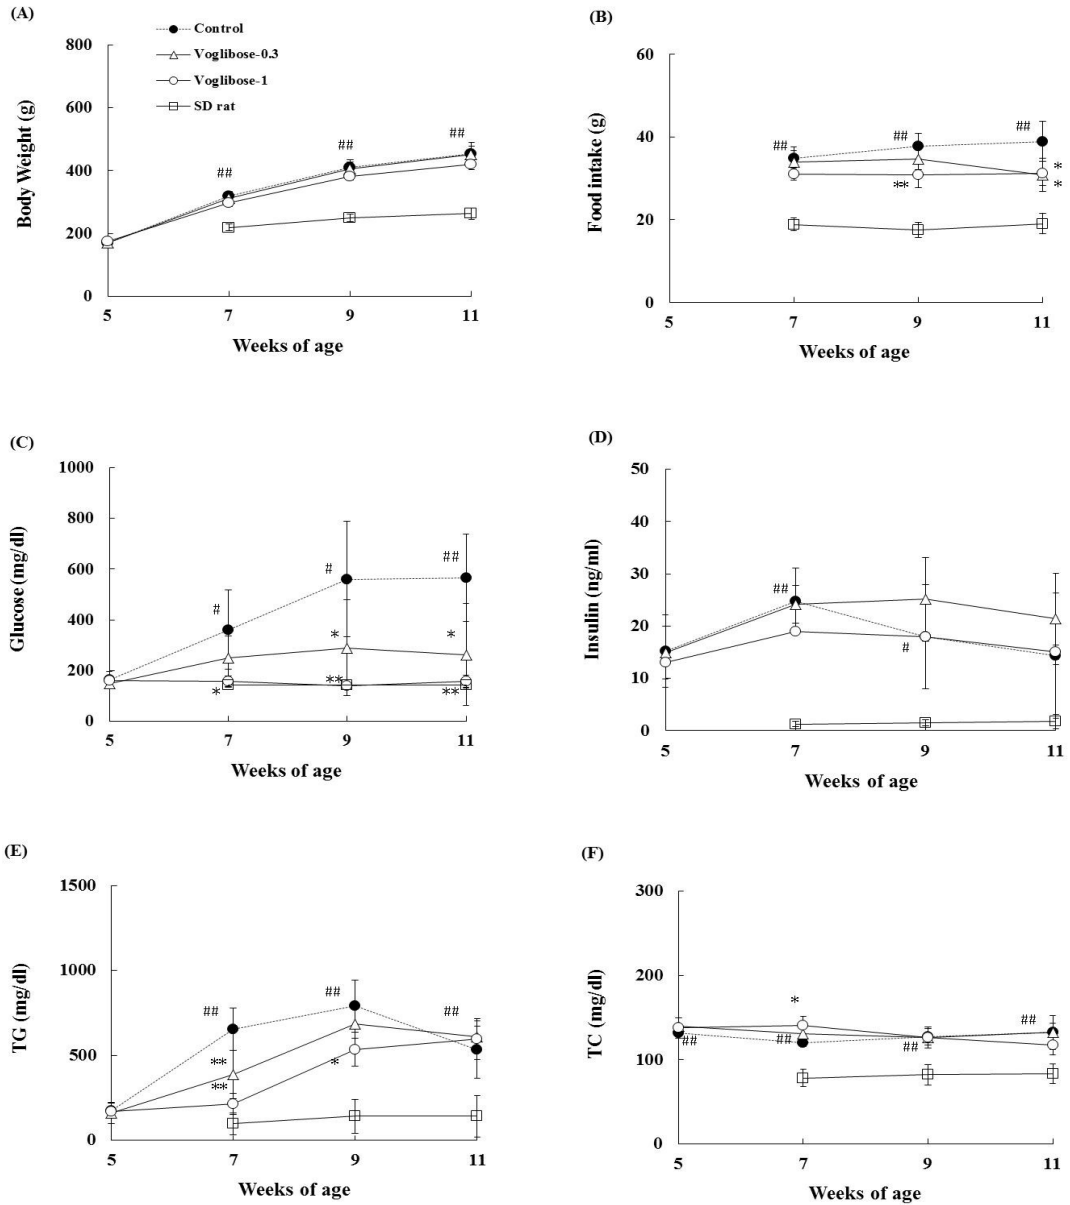 (A)
Control
Voglibose-0.3
Voglibose-1
SD rat
800
600
400
200
0
Body Weight (g)
##
##
##
5 7 9 11
Weeks of age
(B)
60
40
20
0
Food intake (g)
##
##
##
**
*
*
5 7 9 11
Weeks of age
(C)
1000
800
600
400
200
0
Glucose (mg/dl)
#
#
##
*
*
*
**
**
5 7 9 11
Weeks of age
(D)
50
40
30
20
10
0
Insulin (ng/ml)
##
#
5 7 9 11
Weeks of age
(E)
1500
1000
500
0
TG (mg/dl)
##
##
##
**
**
*
5 7 9 11
Weeks of age
(F)
300
200
100
0
TC (mg/dl)
*
##
##
##
##
5 7 9 11
Weeks of age